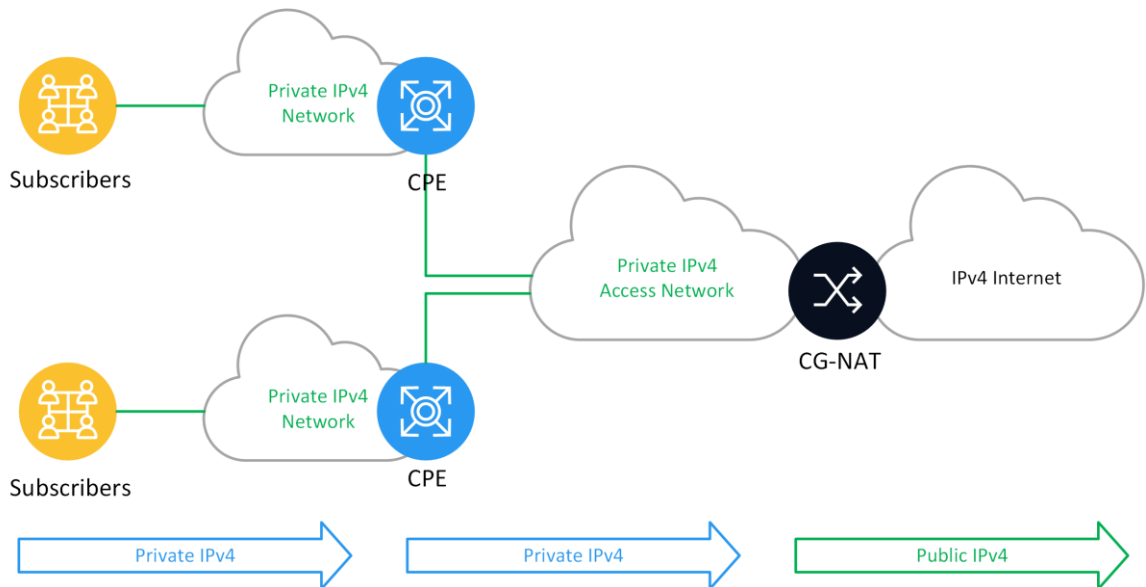 Private IPv4
Network
Subscribers
CPE
Private IPv4
Access Network
IPv4 Internet
CG-NAT
Private IPv4
Network
Subscribers
CPE
Private IPv4
Private IPv4
Public IPv4